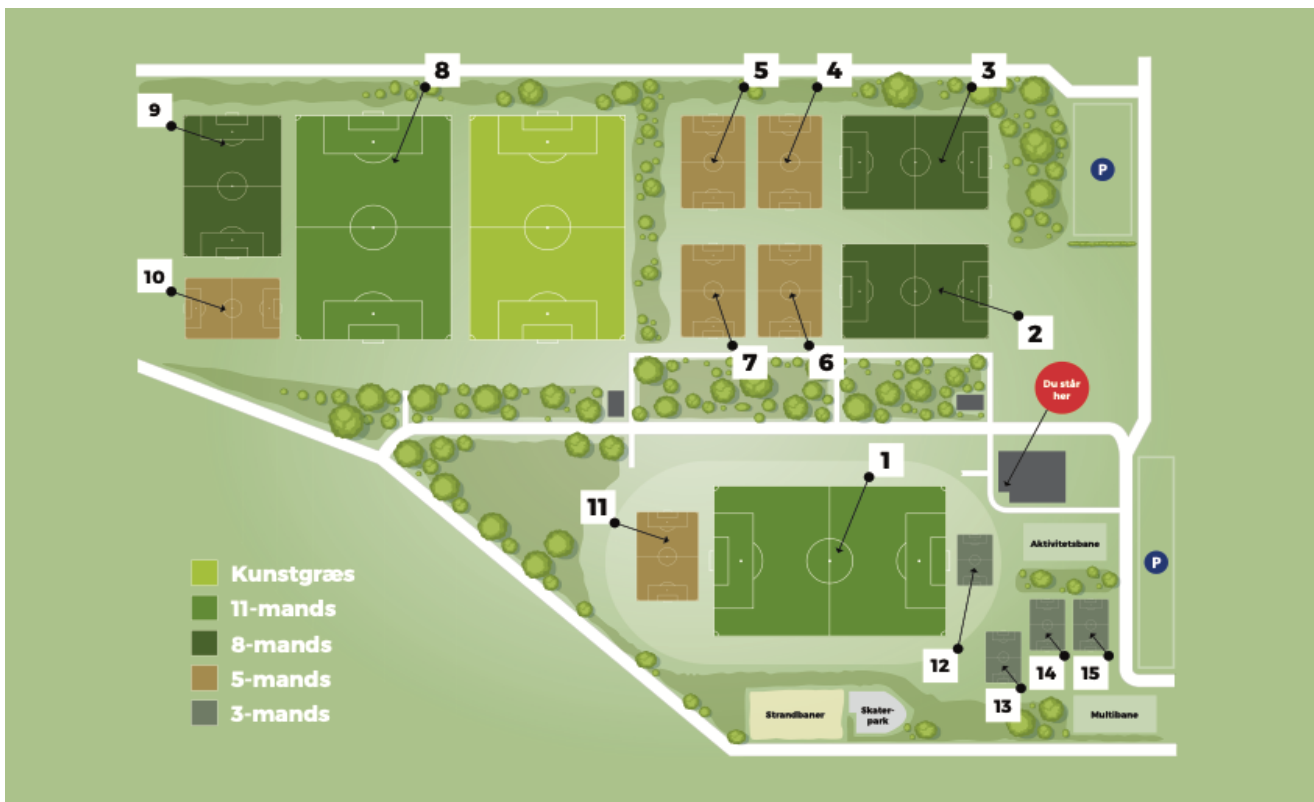 8
5
4
3
9
P
10
2
7
6
Du står
her
1
11
Aktivitetsbane
P
Kunstgræs
11-mands
8-mands
5-mands
3-mands
12
14
15
13
Strandbaner
Skater-
park
Multibane